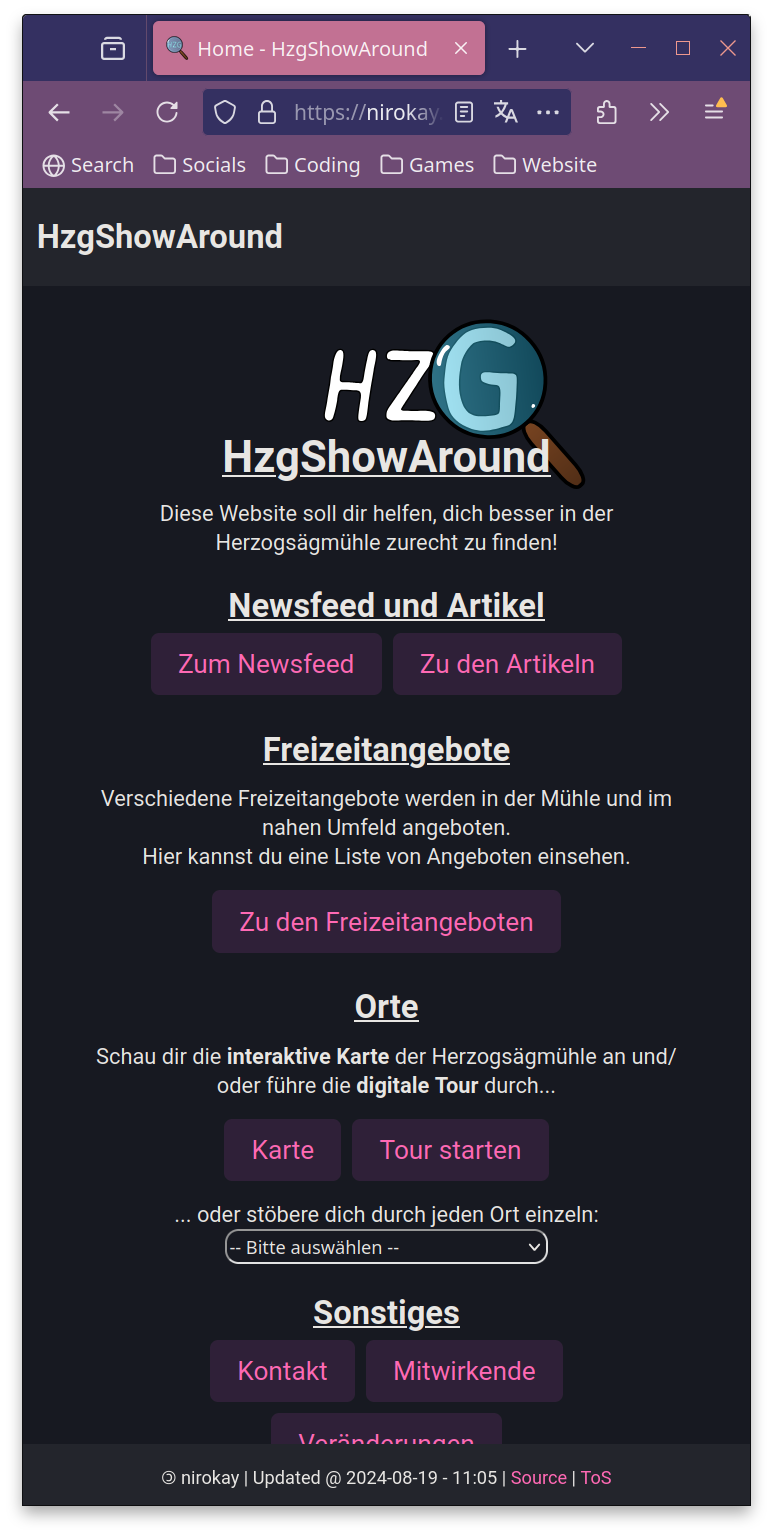 Home - HzgShowAround
https://nirokay.
Search Socials Coding Games Website
HzgShowAround
HZG
HzgShowAround
Diese Website soll dir helfen, dich besser in der
Herzogsägmühle zurecht zu finden!
Newsfeed und Artikel
Zum Newsfeed Zu den Artikeln
Freizeitangebote
Verschiedene Freizeitangebote werden in der Mühle und im
nahen Umfeld angeboten.
Hier kannst du eine Liste von Angeboten einsehen.
Zu den Freizeitangeboten
Orte
Schau dir die interaktive Karte der Herzogsägmühle an und/
oder führe die digitale Tour durch...
Karte Tour starten
... oder stöbere dich durch jeden Ort einzeln:
-- Bitte auswählen --
Sonstiges
Kontakt Mitwirkende
Veränderungen
🄯 nirokay | Updated @ 2024-08-19 - 11:05 | Source | ToS